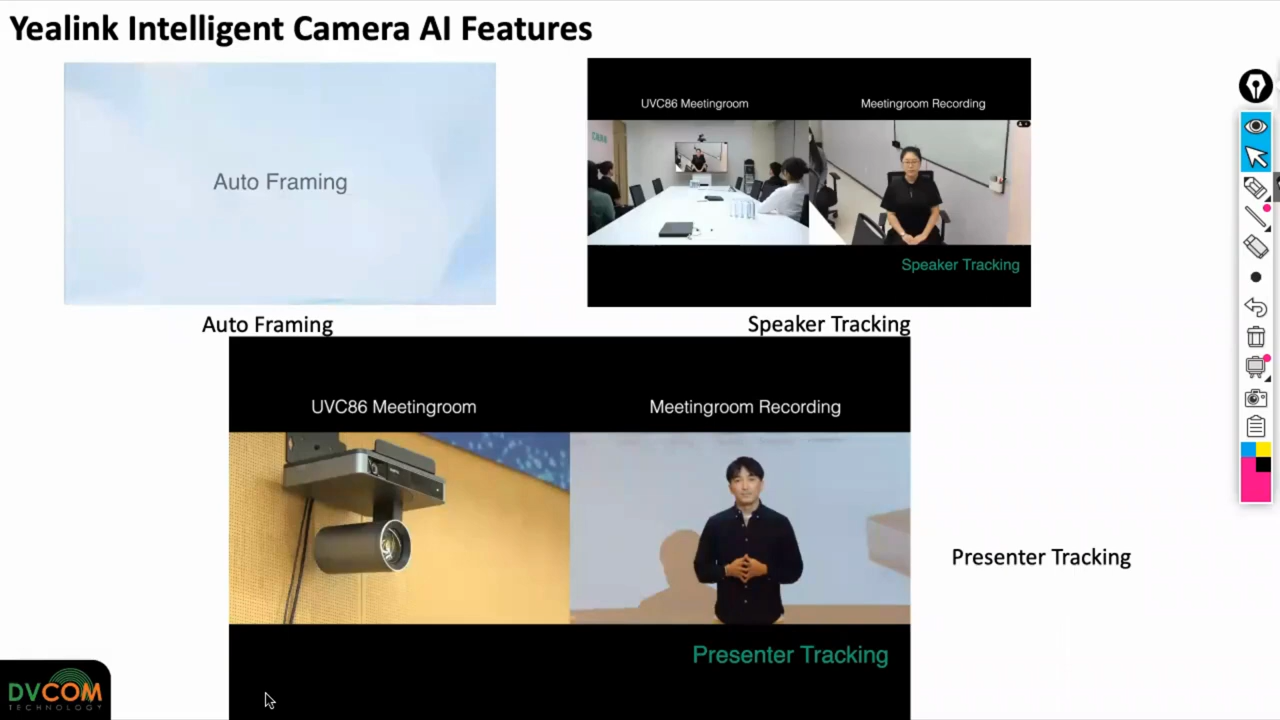 Yealink Intelligent Camera AI Features
Auto Framing
UVC86 Meetingroom
Meetingroom Recording
Speaker Tracking
Auto Framing
Speaker Tracking
UVC86 Meetingroom
Meetingroom Recording
Presenter Tracking
Presenter Tracking
DVCOM
TECHNOLOGY